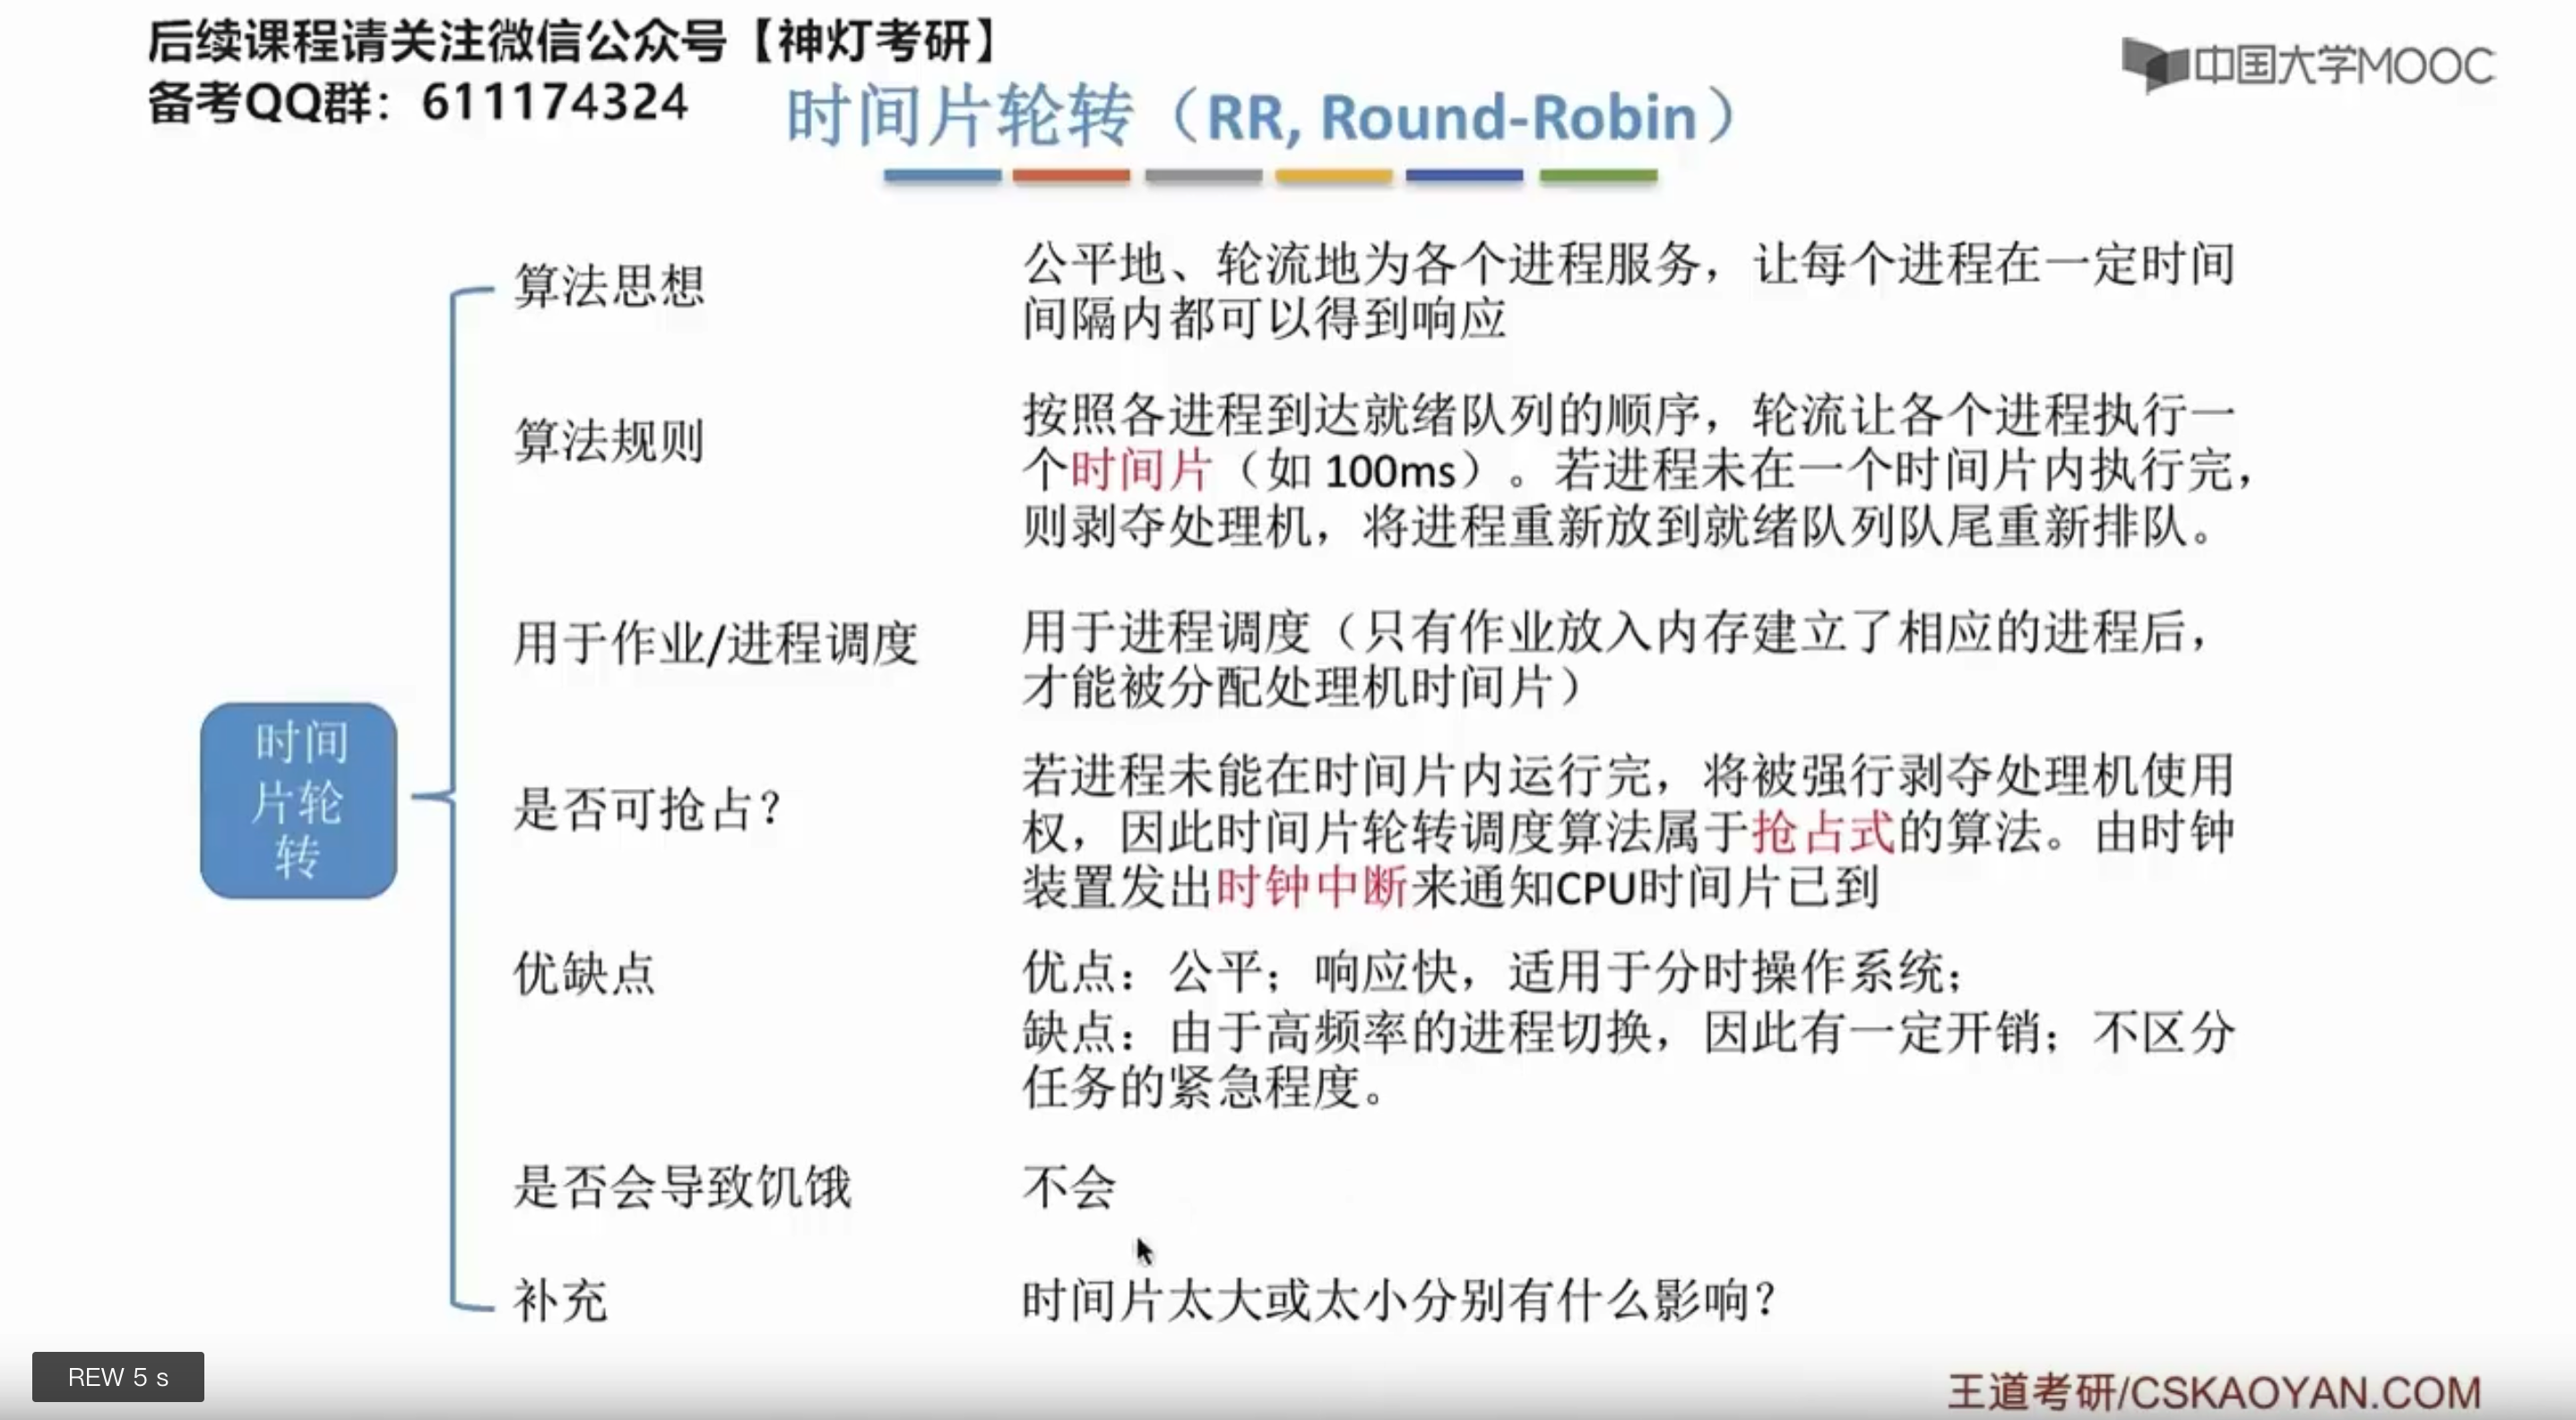 后续课程请关注微信公众号【神灯考研】
备考QQ群：611174324
中国大学MOOC
时间片轮转（RR, Round-Robin）
时间
片轮
转
算法思想
公平地、轮流地为各个进程服务，让每个进程在一定时间
间隔内都可以得到响应
算法规则
按照各进程到达就绪队列的顺序，轮流让各个进程执行一
个时间片（如 100ms）。若进程未在一个时间片内执行完，
则剥夺处理机，将进程重新放到就绪队列队尾重新排队。
用于作业/进程调度
用于进程调度（只有作业放入内存建立了相应的进程后，
才能被分配处理机时间片）
是否可抢占？
若进程未能在时间片内运行完，将被强行剥夺处理机使用
权，因此时间片轮转调度算法属于抢占式的算法。由时钟
装置发出时钟中断来通知CPU时间片已到
优缺点
优点：公平；响应快，适用于分时操作系统；
缺点：由于高频率的进程切换，因此有一定开销；不区分
任务的紧急程度。
是否会导致饥饿
不会
补充
时间片太大或太小分别有什么影响？
REW 5 s
王道考研/CSKAOYAN.COM